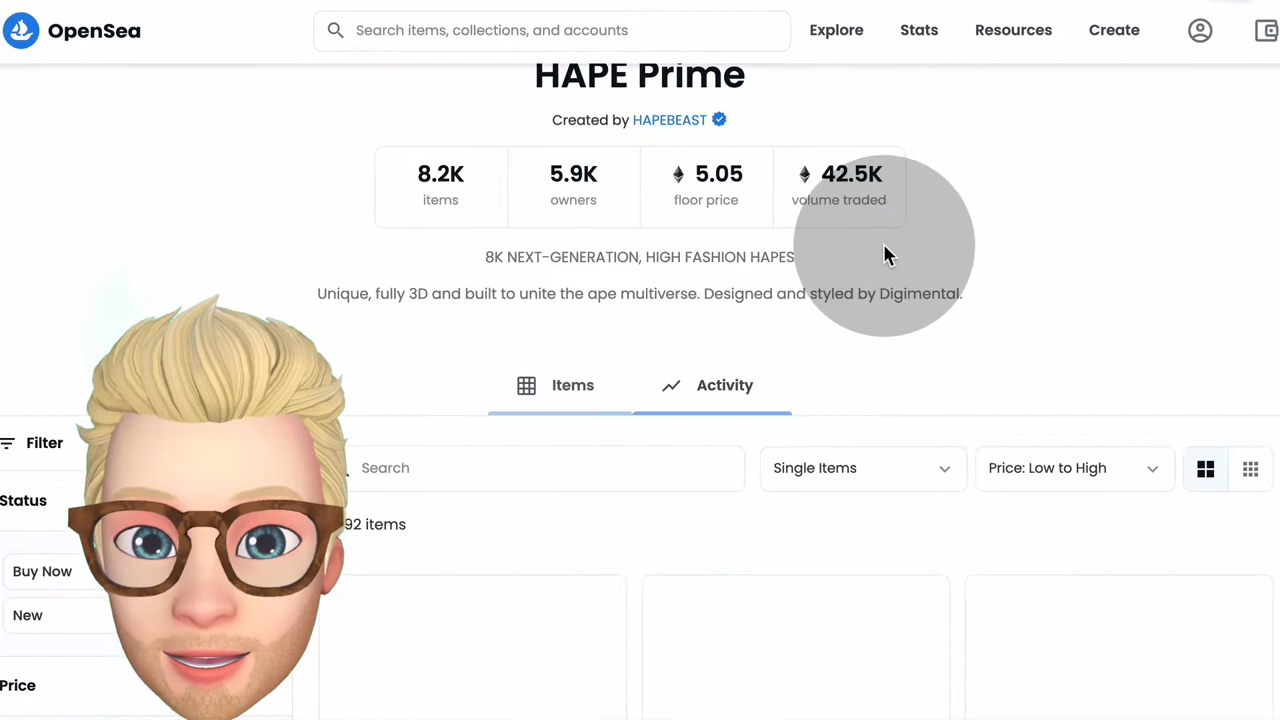 OpenSea
Search items, collections, and accounts
Explore
Stats
Resources
Create
HAPE Prime
Created by HAPEBEAST
8.2K
5.9K
5.05
42.5K
items
owners
floor price
volume traded
8K NEXT-GENERATION, HIGH FASHION HAPES
Unique, fully 3D and built to unite the ape multiverse. Designed and styled by Digimental.
Items
Activity
Filter
Search
Single Items
Price: Low to High
Status
92 items
Buy Now
New
Price